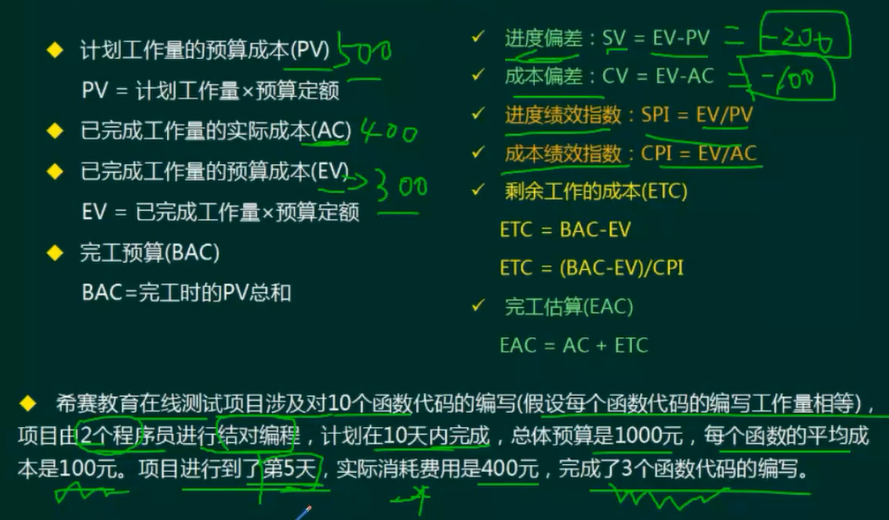 计划工作量的预算成本(PV) 500
PV = 计划工作量×预算定额
已完成工作量的实际成本(AC) 400
已完成工作量的预算成本(EV) 300
EV = 已完成工作量×预算定额
完工预算(BAC)
BAC=完工时的PV总和
进度偏差：SV = EV-PV = -200
成本偏差：CV = EV-AC = -100
进度绩效指数：SPI = EV/PV
成本绩效指数：CPI = EV/AC
剩余工作的成本(ETC)
ETC = BAC-EV
ETC = (BAC-EV)/CPI
完工估算(EAC)
EAC = AC + ETC
希赛教育在线测试项目涉及对10个函数代码的编写(假设每个函数代码的编写工作量相等)，
项目由2个程序员进行结对编程，计划在10天内完成，总体预算是1000元，每个函数的平均成
本是100元。项目进行到了第5天，实际消耗费用是400元，完成了3个函数代码的编写。